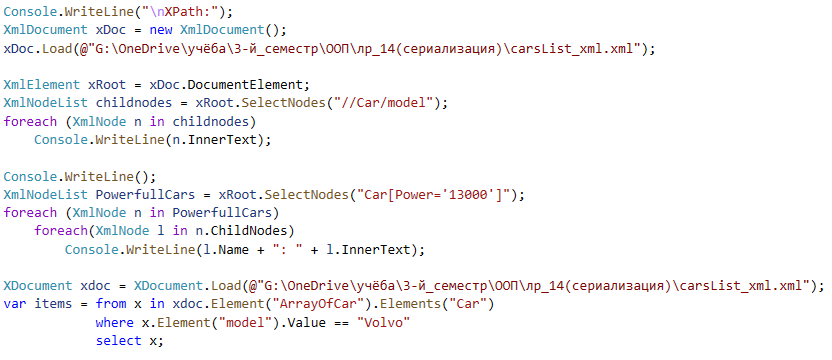 Console.WriteLine("\nXPath:");
XmlDocument xDoc = new XmlDocument();
xDoc.Load(@"G:\OneDrive\учёба\3-й_семестр\ООП\лр_14(сериализация)\carsList_xml.xml");

XmlElement xRoot = xDoc.DocumentElement;
XmlNodeList childnodes = xRoot.SelectNodes("//Car/model");
foreach (XmlNode n in childnodes)
    Console.WriteLine(n.InnerText);

Console.WriteLine();
XmlNodeList PowerfullCars = xRoot.SelectNodes("Car[Power='13000']");
foreach (XmlNode n in PowerfullCars)
    foreach(XmlNode l in n.ChildNodes)
        Console.WriteLine(l.Name + ": " + l.InnerText);

XDocument xdoc = XDocument.Load(@"G:\OneDrive\учёба\3-й_семестр\ООП\лр_14(сериализация)\carsList_xml.xml");
var items = from x in xdoc.Element("ArrayOfCar").Elements("Car")
            where x.Element("model").Value == "Volvo"
            select x;